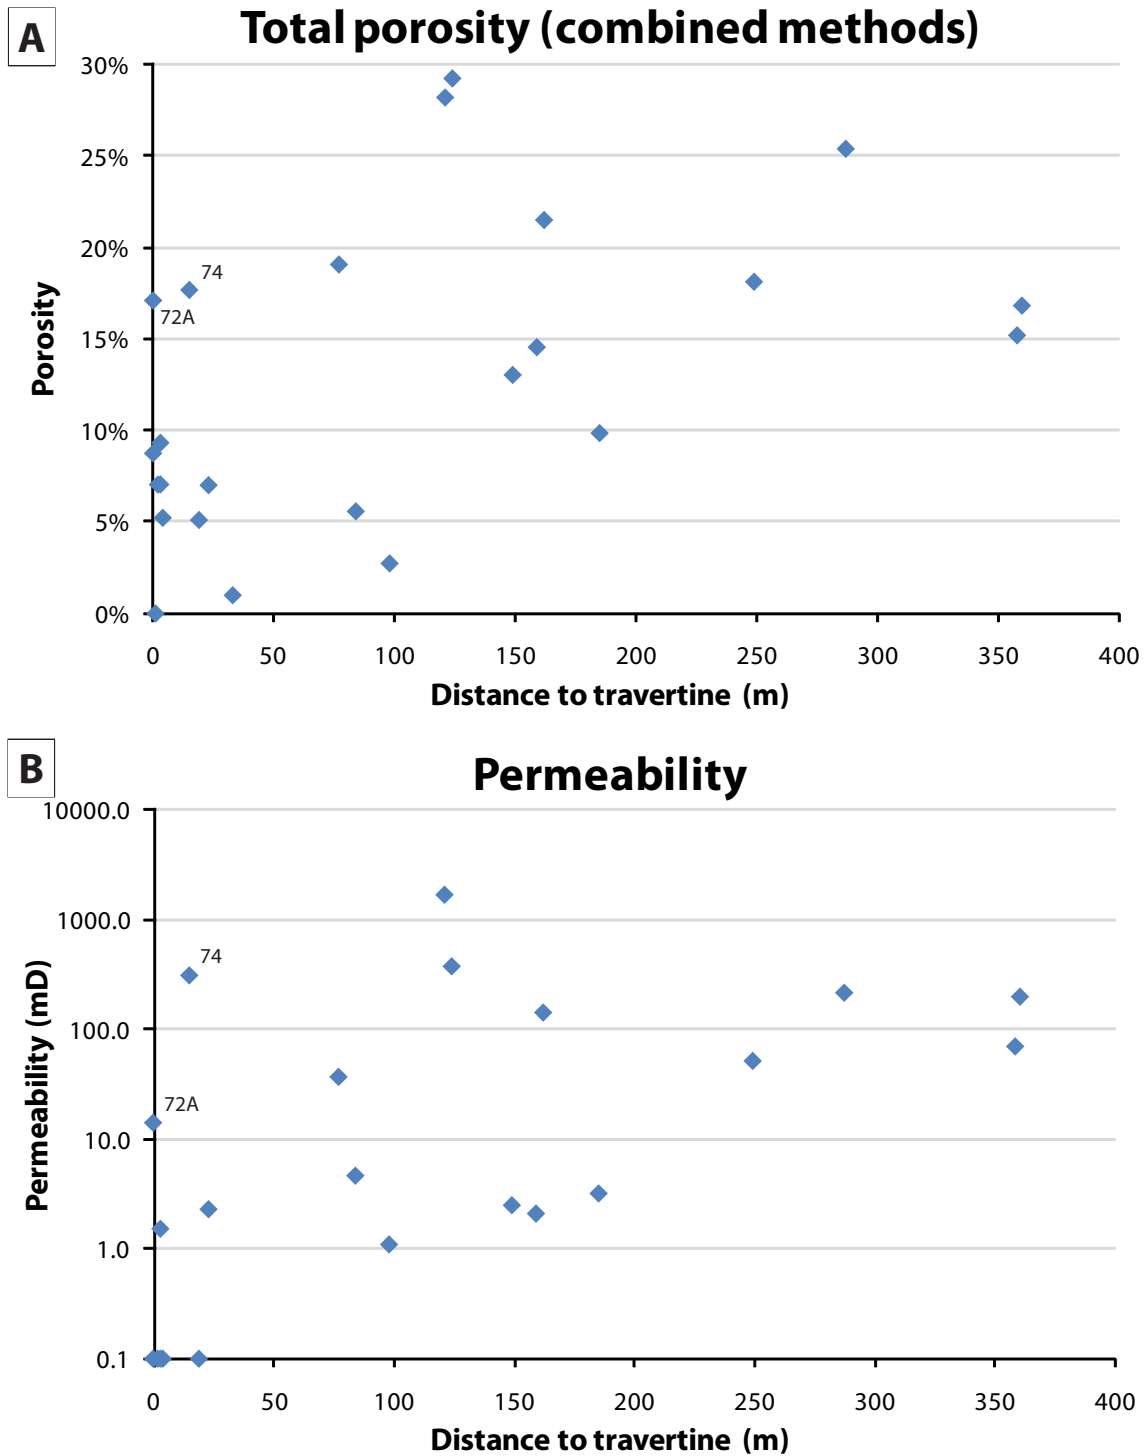 A
Total porosity (combined methods)
30%
25%
20%
15%
10%
5%
0%
Porosity
74
72A
0 50 100 150 200 250 300 350 400
Distance to travertine (m)
B
Permeability
10000.0
1000.0
100.0
10.0
1.0
0.1
Permeability (mD)
74
72A
0 50 100 150 200 250 300 350 400
Distance to travertine (m)